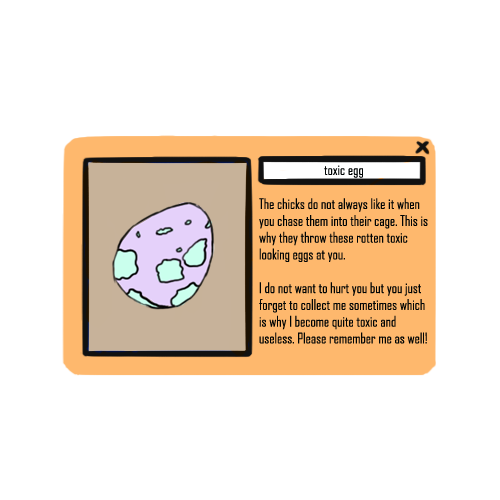 toxic egg
The chicks do not always like it when
you chase them into their cage. This is
why they throw these rotten toxic
looking eggs at you.
I do not want to hurt you but you just
forget to collect me sometimes which
is why I become quite toxic and
useless. Please remember me as well!